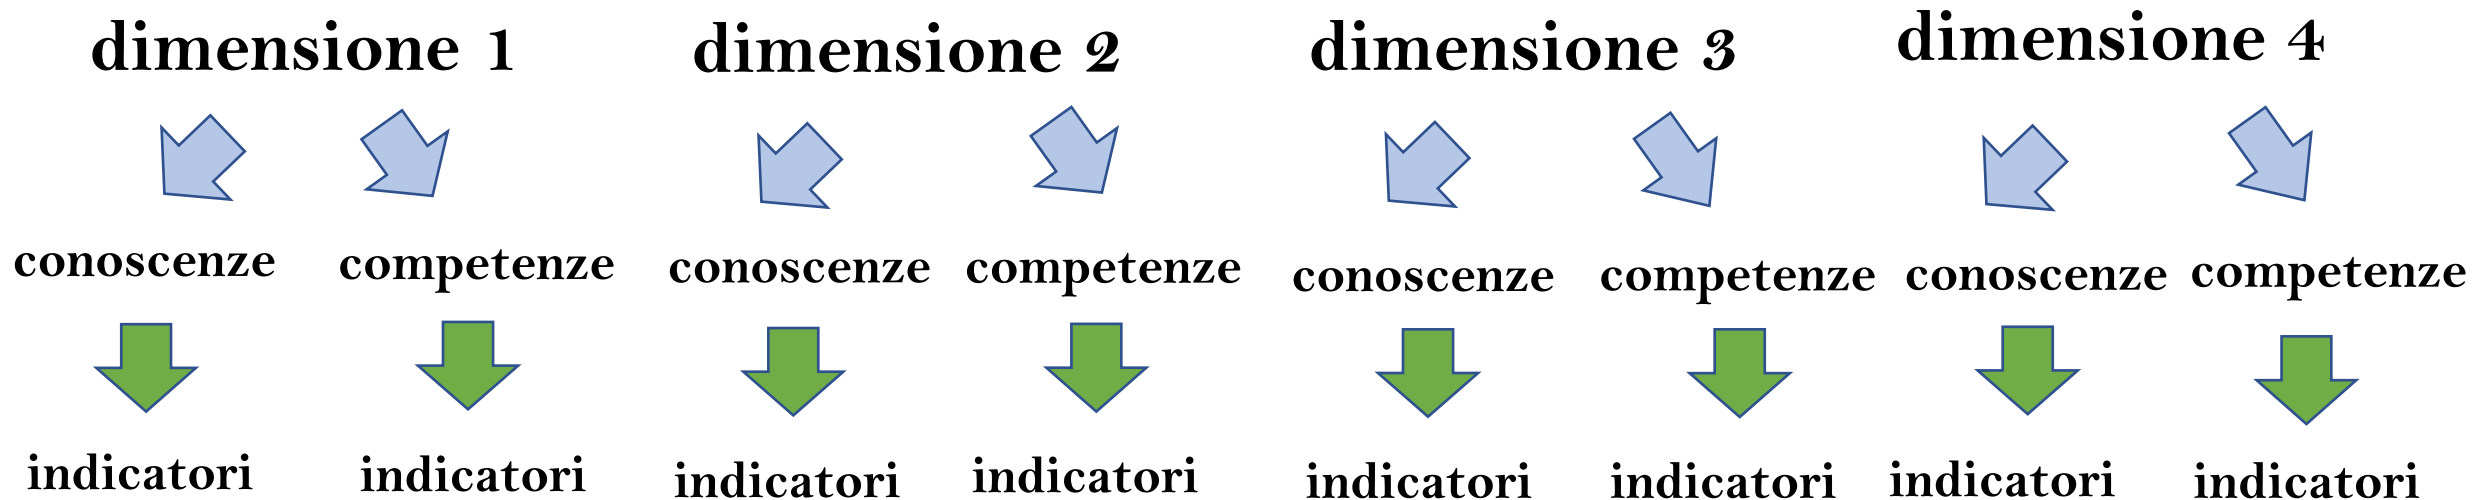 dimensione 1 dimensione 2 dimensione 3 dimensione 4
conoscenze competenze conoscenze competenze conoscenze competenze conoscenze competenze
indicatori indicatori indicatori indicatori indicatori indicatori indicatori indicatori